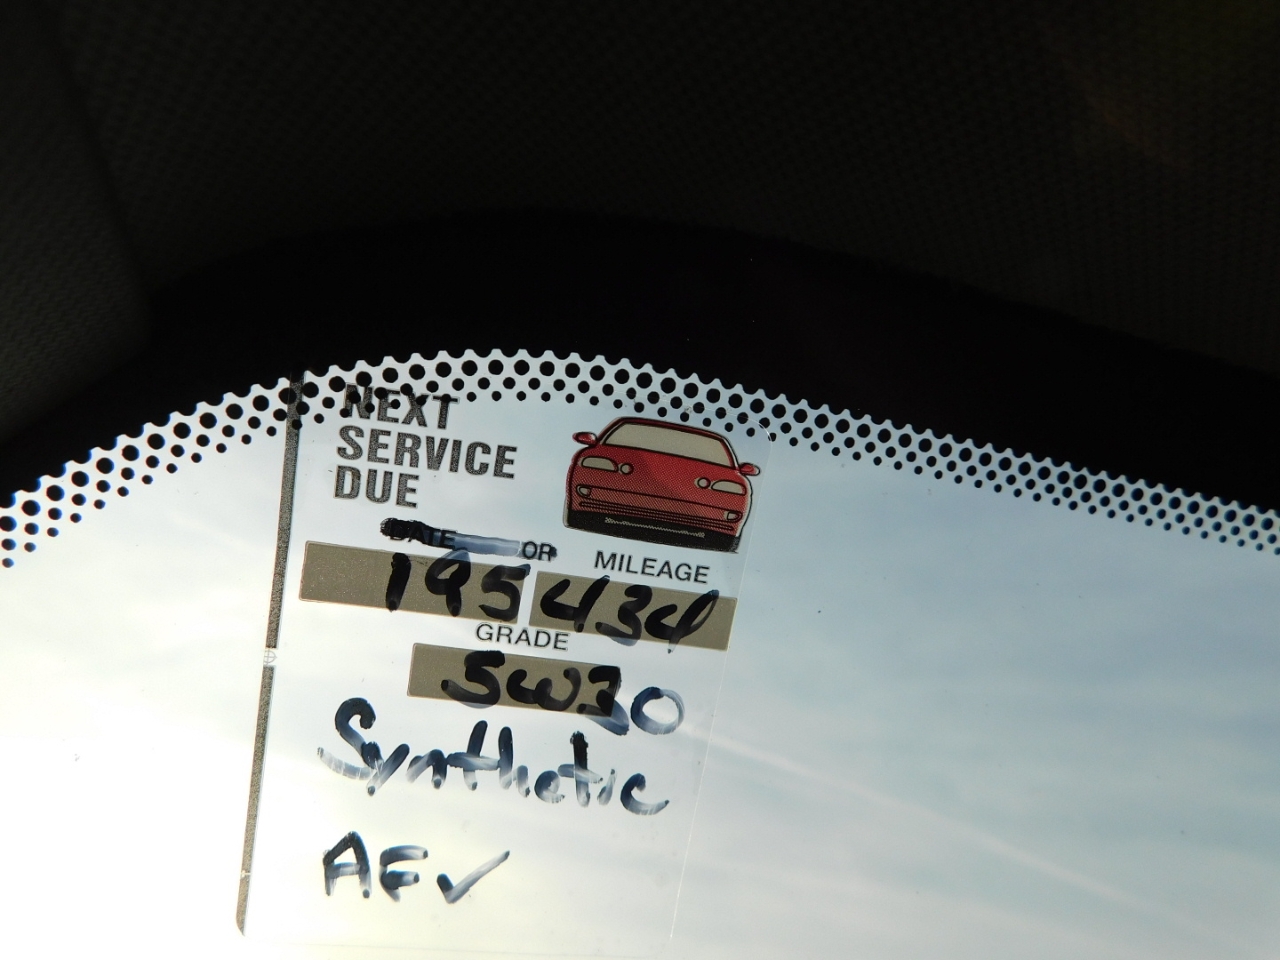 NEXT
SERVICE
DUE
DATE OR MILEAGE
195434
GRADE
5W30
Synthetic
AF✓